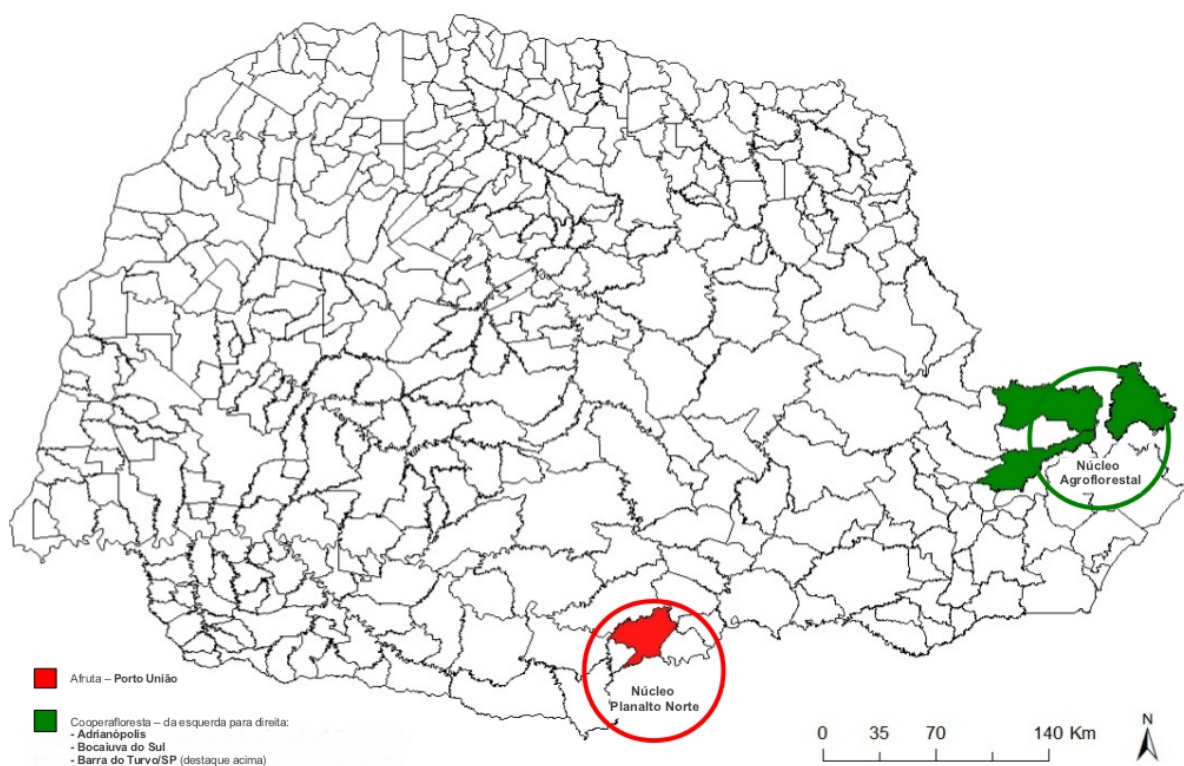 Núcleo
Agroflorestal
Núcleo
Planalto Norte
Afruta – Porto União
Cooperafloresta – da esquerda para direita:
- Adrianópolis
- Bocaiuva do Sul
- Barra do Turvo/SP (destaque acima)
0 35 70 140 Km
N